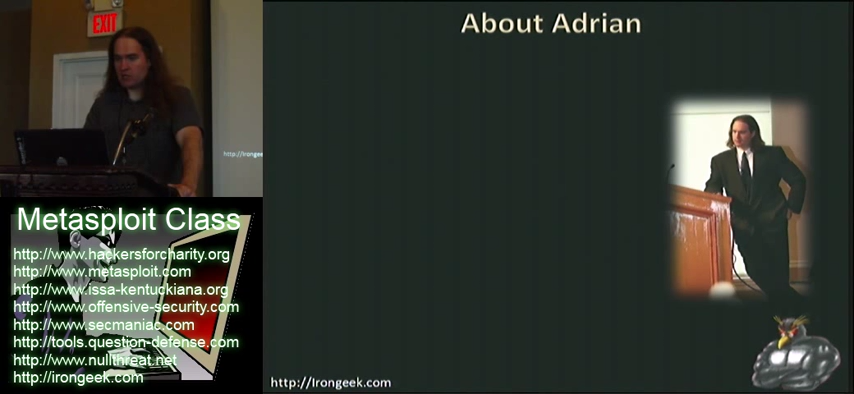 EXIT
http://Irongeek
About Adrian
Metasploit Class
http://www.hackersforcharity.org
http://www.metasploit.com
http://www.issa-kentuckiana.org
http://www.offensive-security.com
http://www.secmaniac.com
http://tools.question-defense.com
http://www.nullthreat.net
http://irongeek.com
http://Irongeek.com